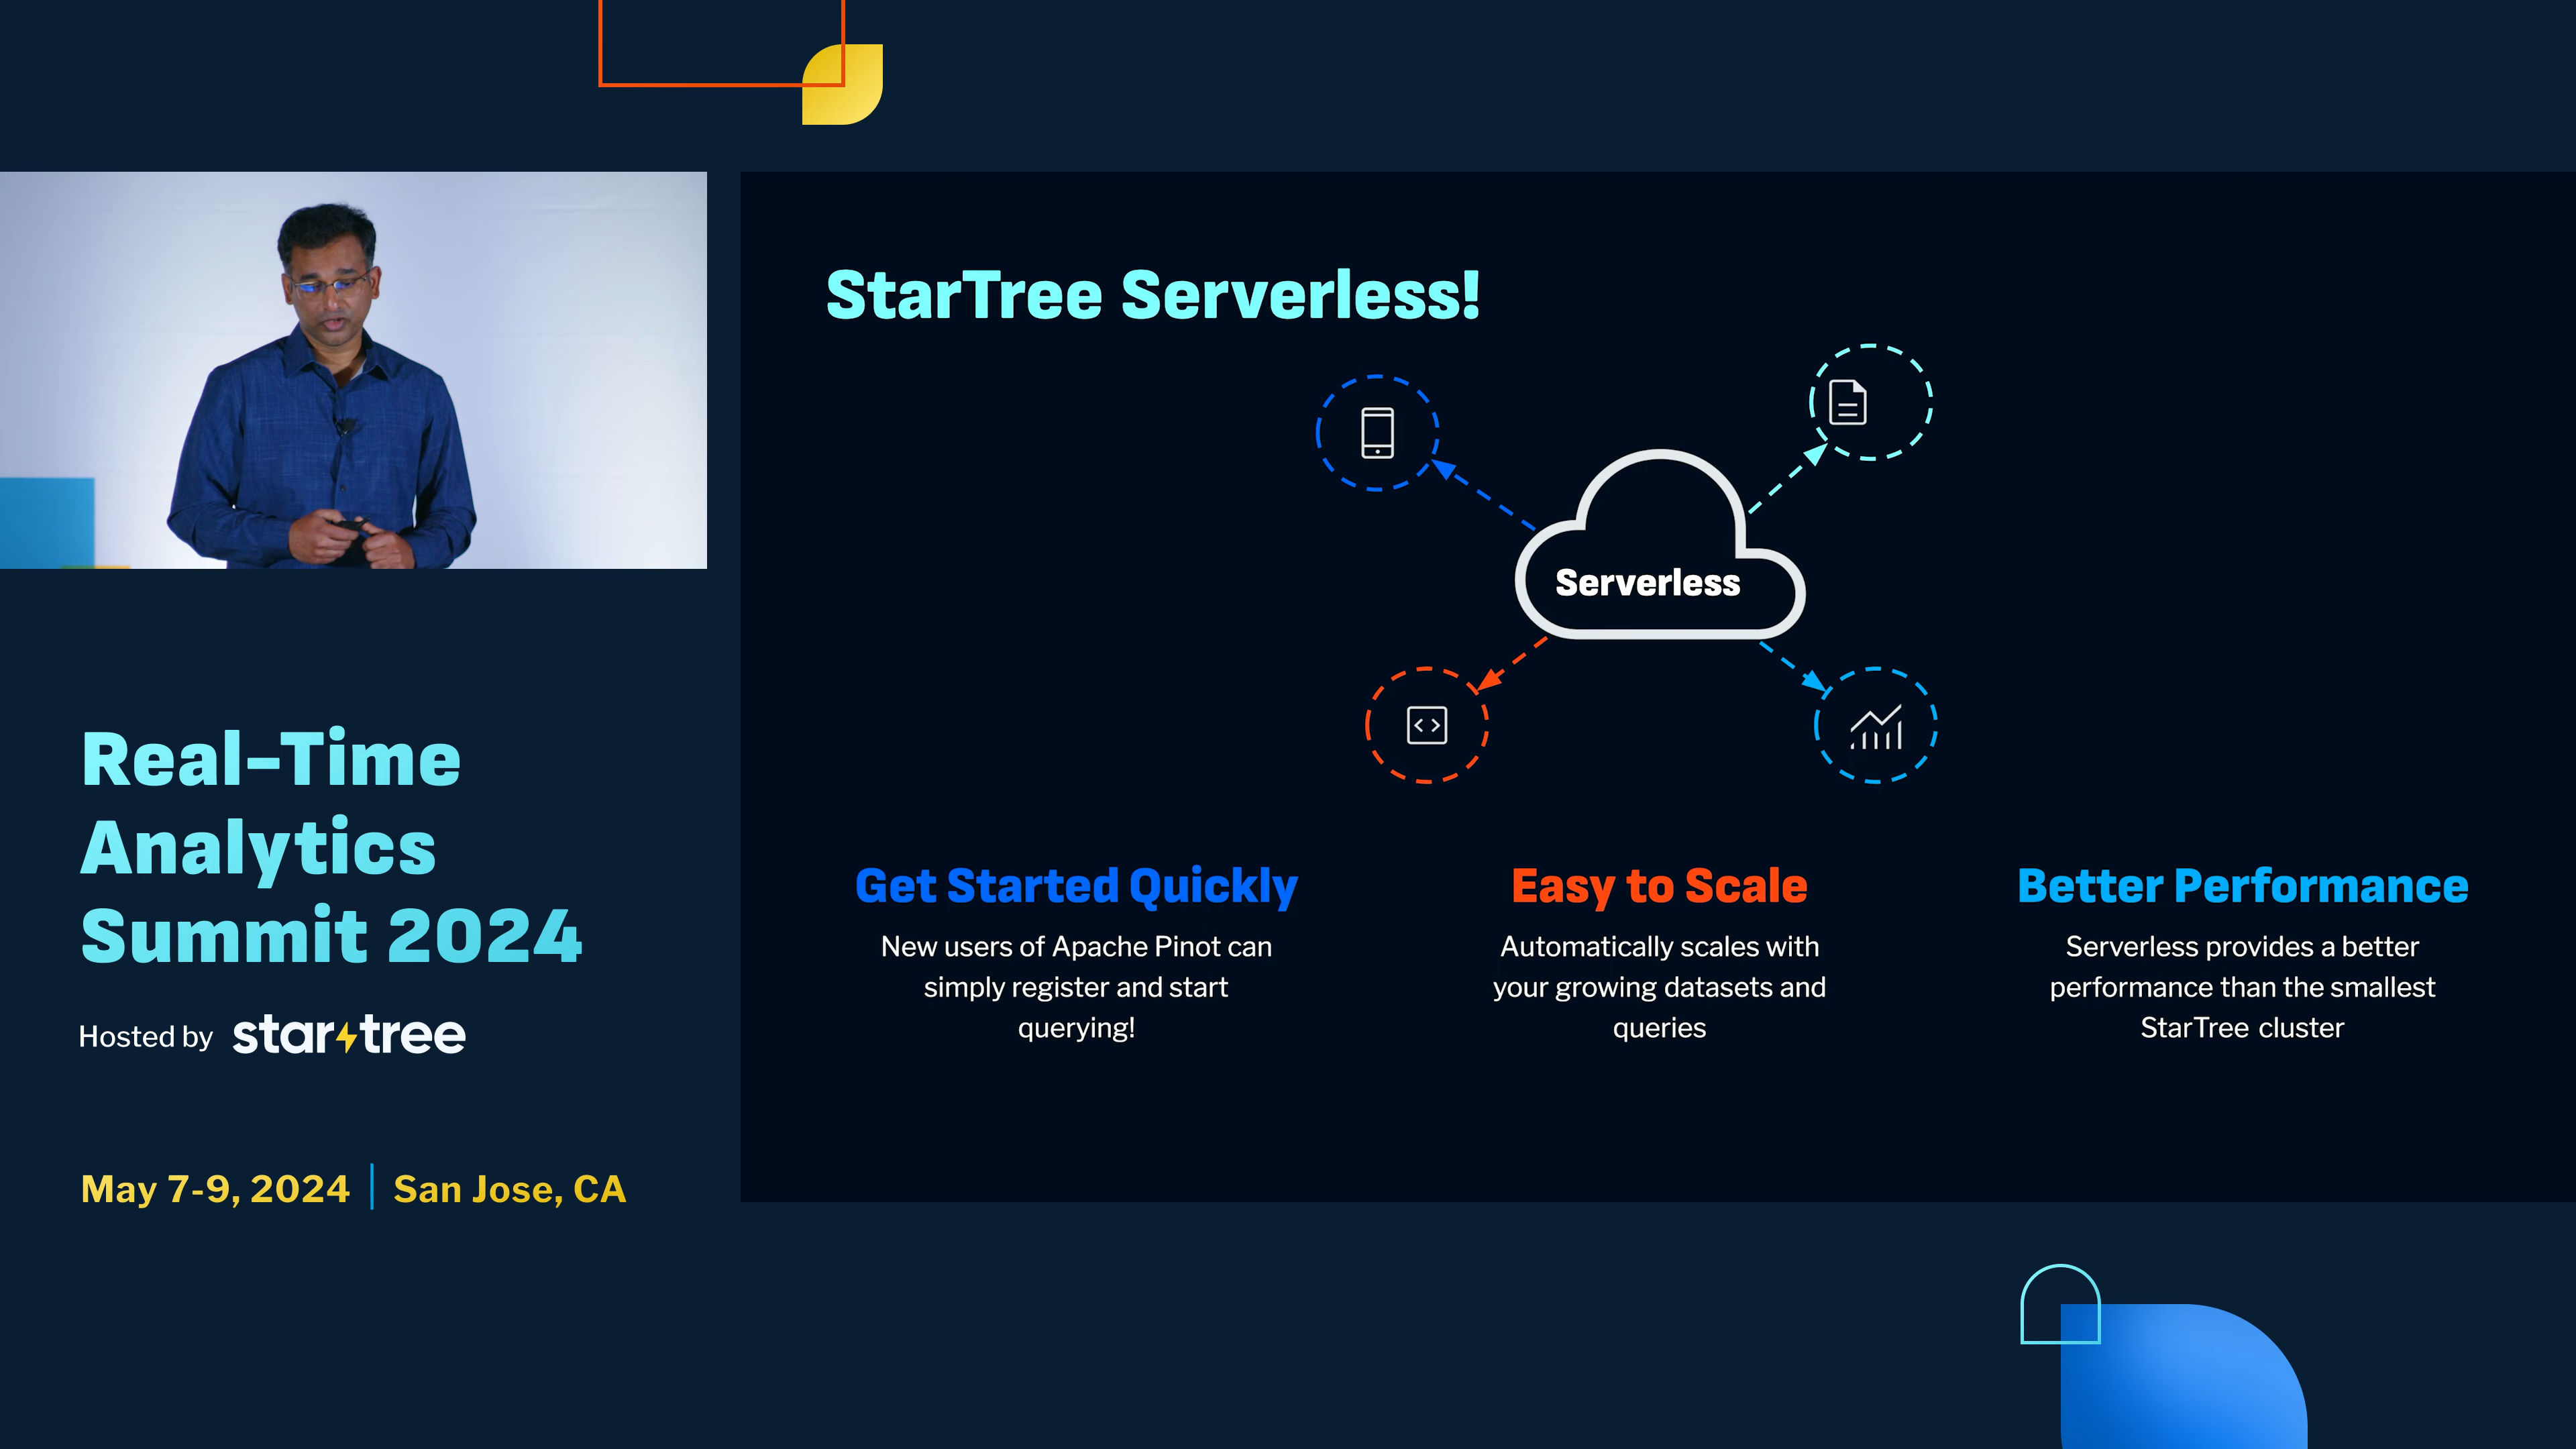 Real-Time
Analytics
Summit 2024
Hosted by star tree
May 7-9, 2024 | San Jose, CA
StarTree Serverless!
Serverless
Get Started Quickly
New users of Apache Pinot can
simply register and start
querying!
Easy to Scale
Automatically scales with
your growing datasets and
queries
Better Performance
Serverless provides a better
performance than the smallest
StarTree cluster